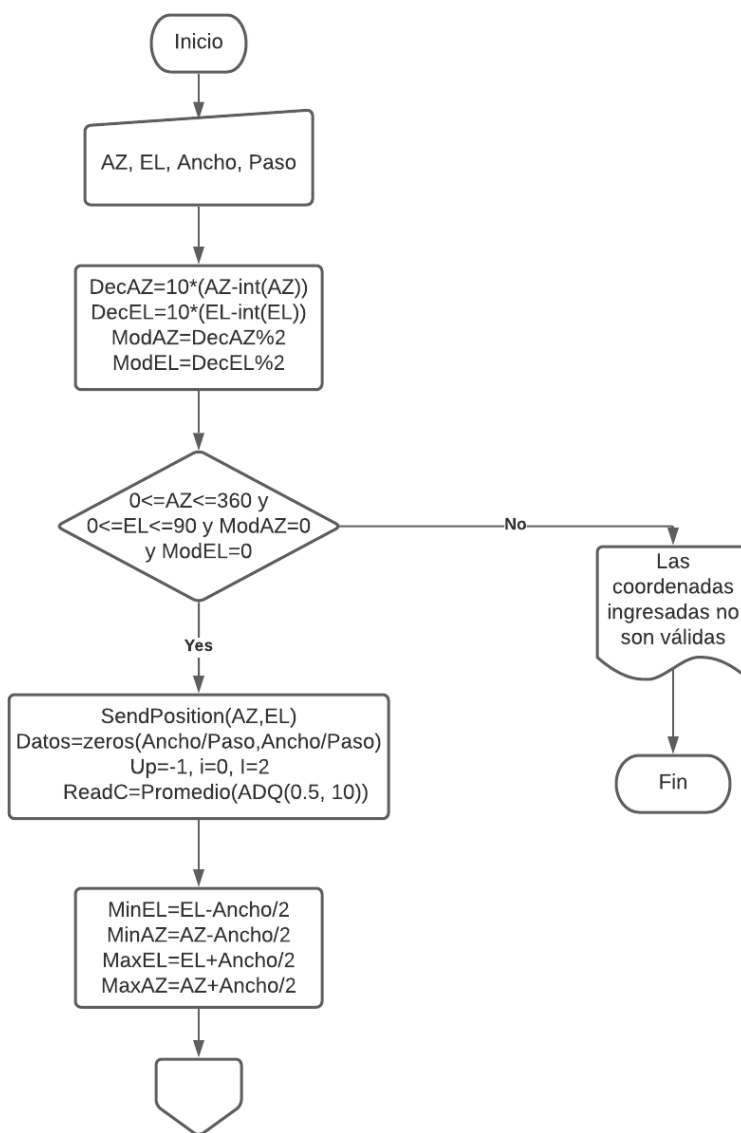 Inicio
AZ, EL, Ancho, Paso
DecAZ=10*(AZ-int(AZ))
DecEL=10*(EL-int(EL))
ModAZ=DecAZ%2
ModEL=DecEL%2
0<=AZ<=360 y
0<=EL<=90 y ModAZ=0
y ModEL=0
No
Las
coordenadas
ingresadas no
son válidas
Yes
SendPosition(AZ,EL)
Datos=zeros(Ancho/Paso,Ancho/Paso)
Up=-1, i=0, I=2
ReadC=Promedio(ADQ(0.5, 10))
Fin
MinEL=EL-Ancho/2
MinAZ=AZ-Ancho/2
MaxEL=EL+Ancho/2
MaxAZ=AZ+Ancho/2